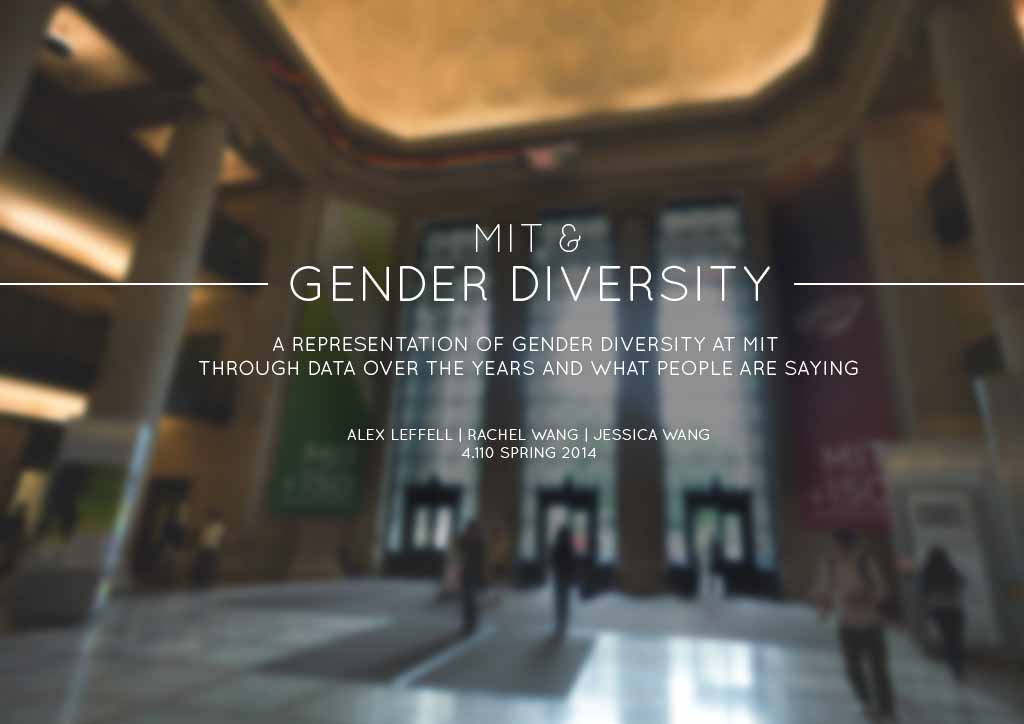 MIT &
GENDER DIVERSITY
A REPRESENTATION OF GENDER DIVERSITY AT MIT
THROUGH DATA OVER THE YEARS AND WHAT PEOPLE ARE SAYING
ALEX LEFFELL | RACHEL WANG | JESSICA WANG
4.110 SPRING 2014